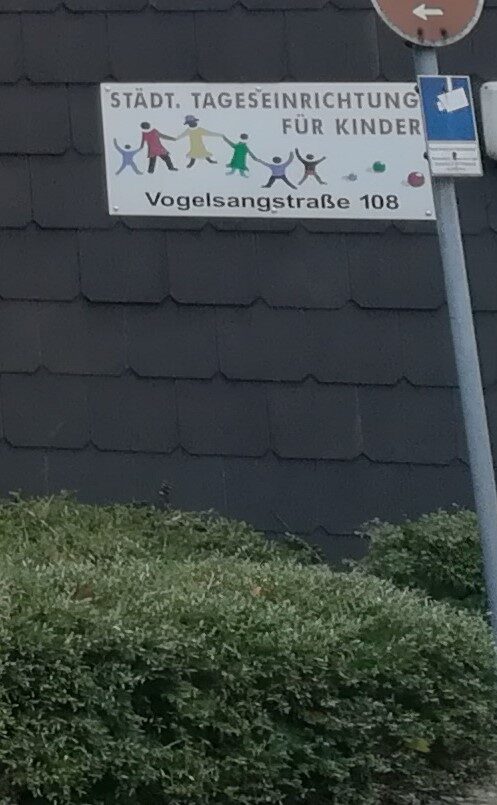 STÄDT. TAGESEINRICHTUNG
FÜR KINDER
Vogelsangstraße 108